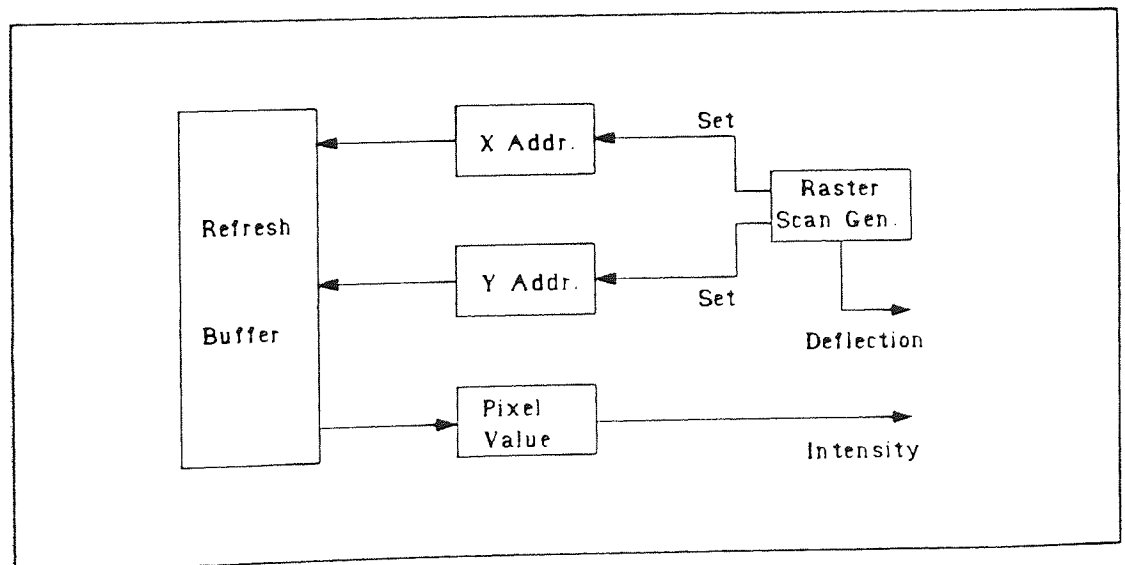 Set
X Addr.
Raster
Scan Gen.
Refresh
Y Addr.
Set
Buffer
Deflection
Pixel
Value
Intensity